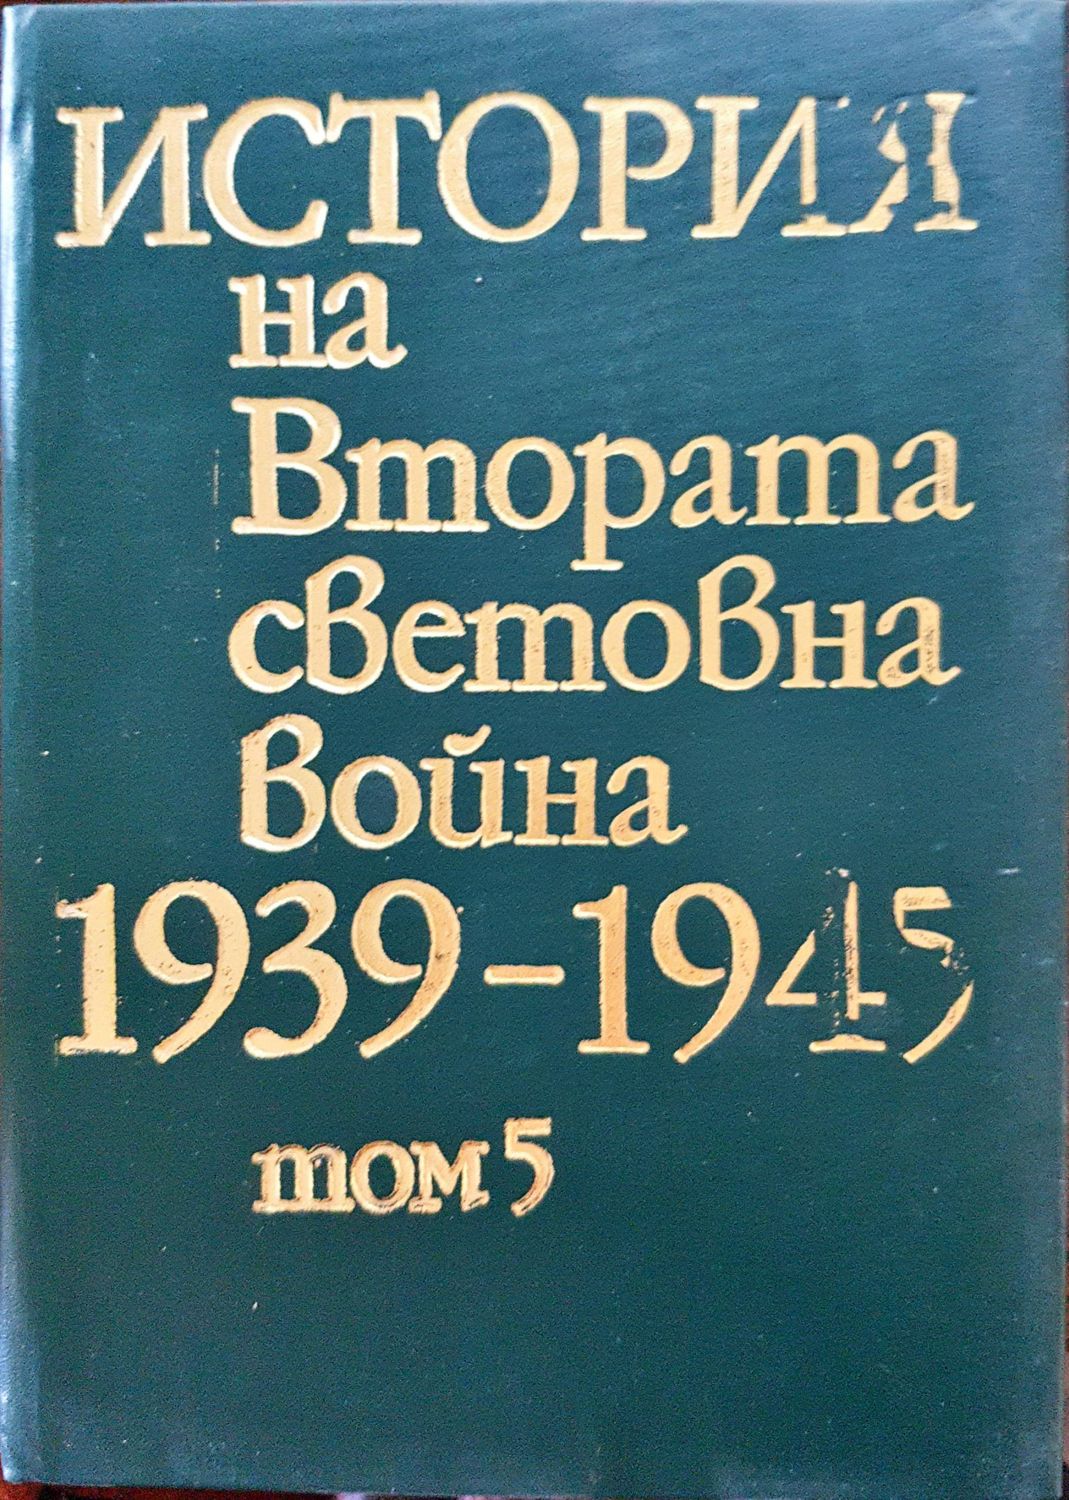 ИСТОРИЯ
на
Втората
световна
война
1939-1945
том 5